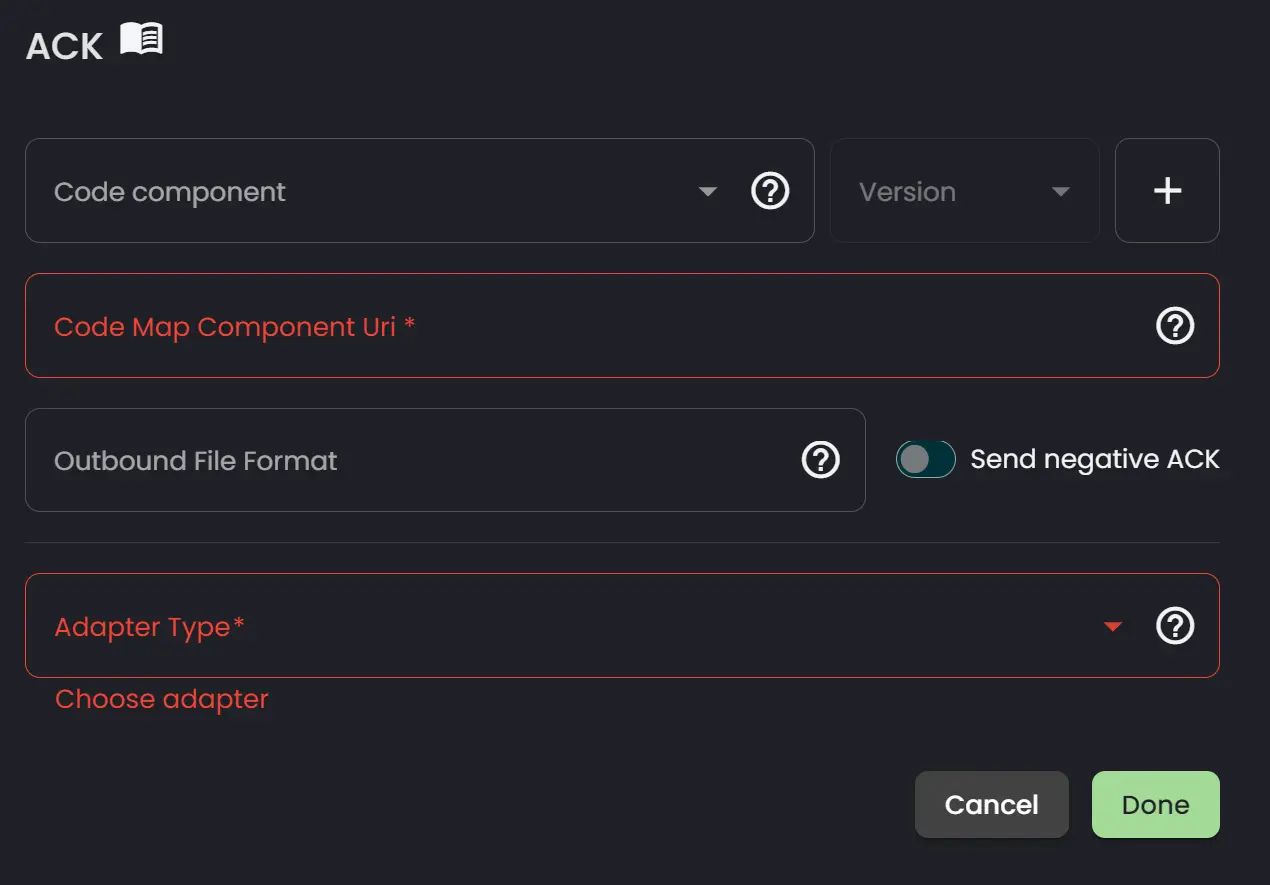 ACK
Code component
Version
+
Code Map Component Uri *
Outbound File Format
Send negative ACK
Adapter Type*
Choose adapter
Cancel
Done